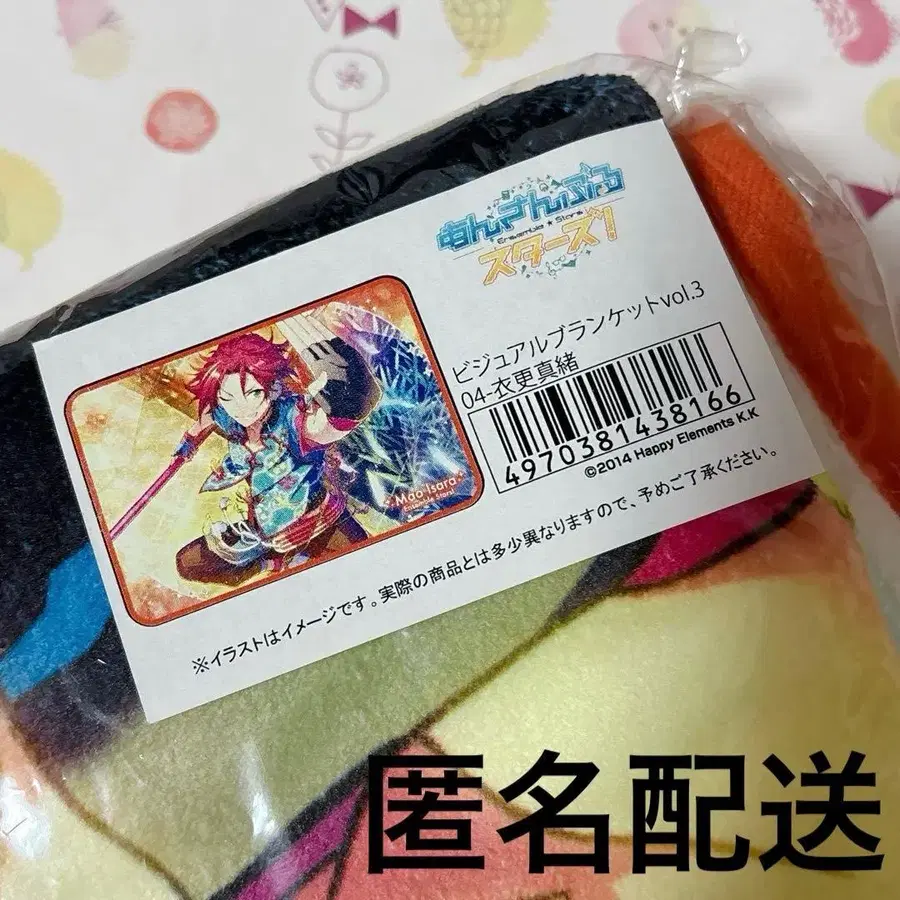 あんさんぶる
Ensemble★Stars
スターズ!
ビジュアルブランケットvol.3
04-衣更真緒
4970381438166
©2014 Happy Elements K.K
Mao Isara
Ensemble Stars!
※イラストはイメージです。実際の商品とは多少異なりますので、予めご了承ください。
匿名配送